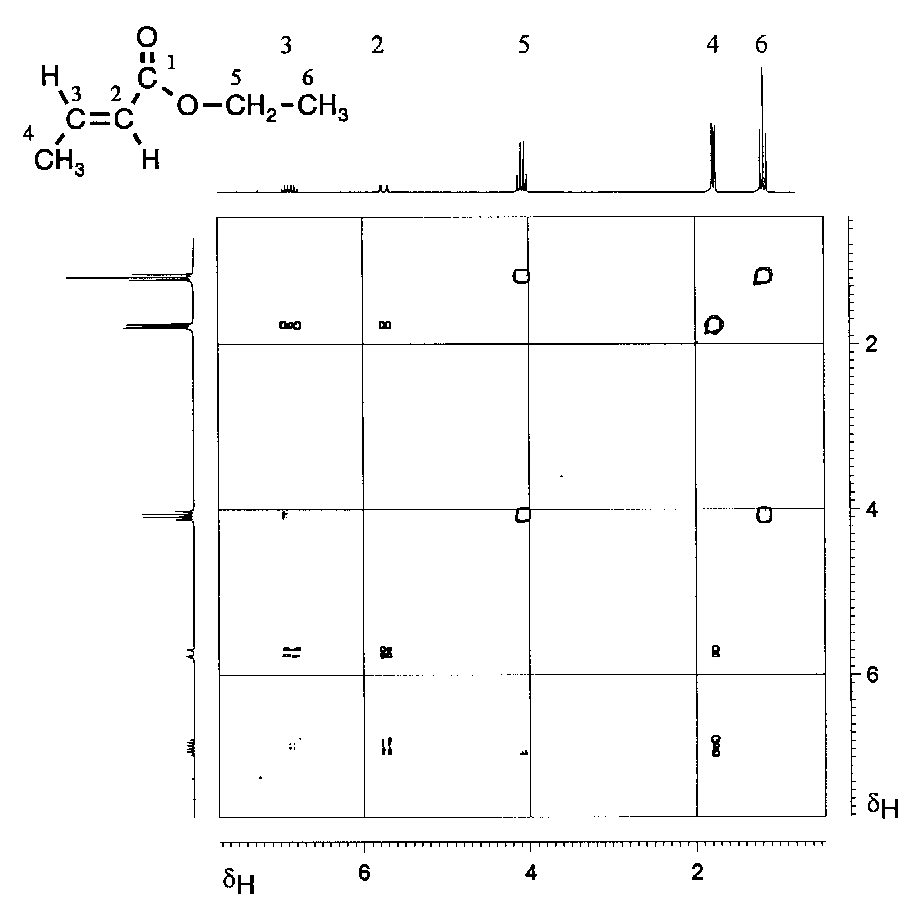 O
3 2 5 4 6
H
C 1
5 6
3 2
O–CH₂–CH₃
C=C
4
CH₃ H
2
4
6
δH
6 4 2
δH